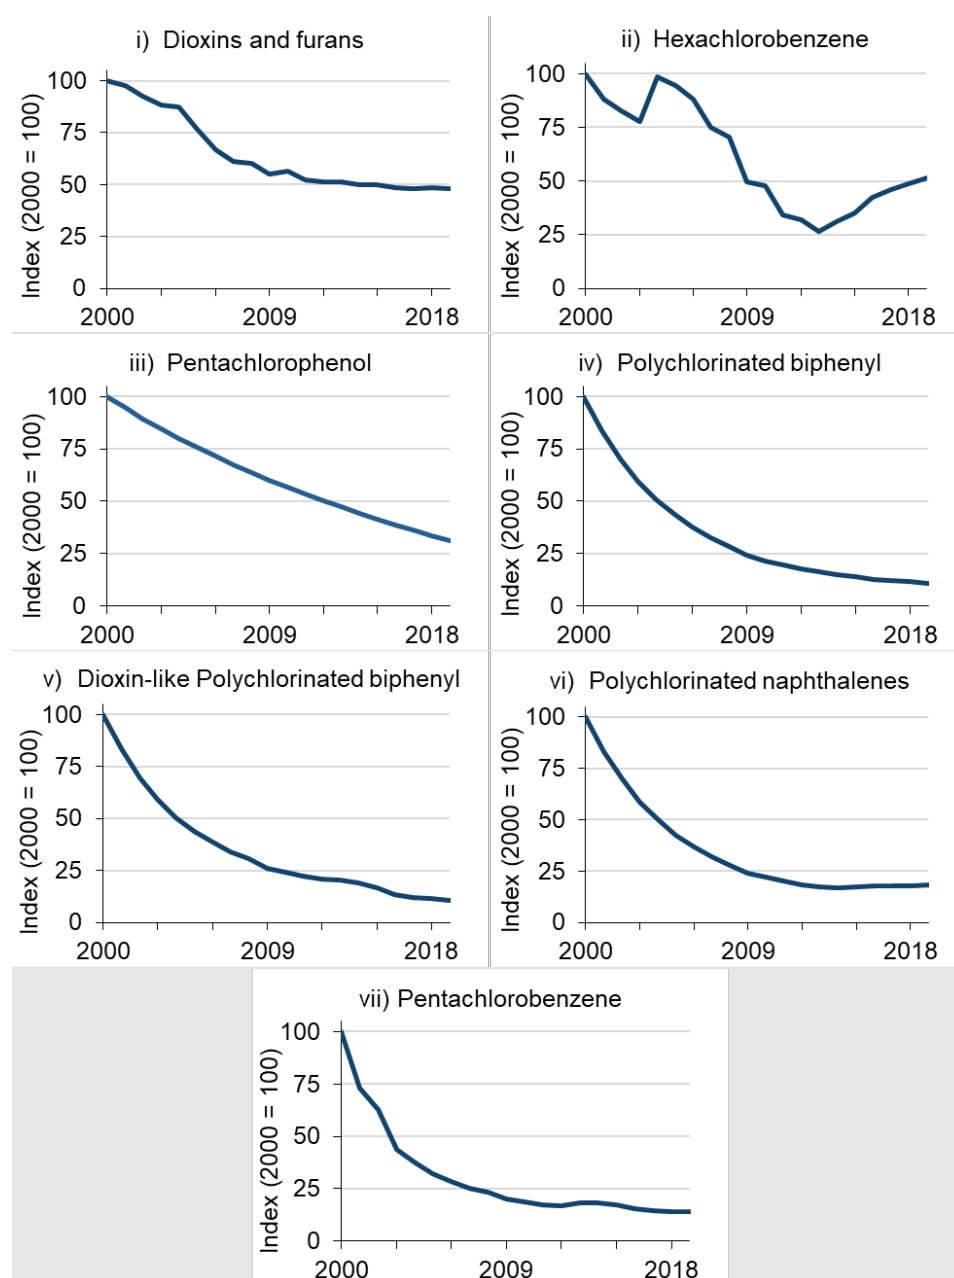 i) Dioxins and furans
Index (2000 = 100)
100
75
50
25
0
2000 2009 2018
ii) Hexachlorobenzene
Index (2000 = 100)
100
75
50
25
0
2000 2009 2018
iii) Pentachlorophenol
Index (2000 = 100)
100
75
50
25
0
2000 2009 2018
iv) Polychlorinated biphenyl
Index (2000 = 100)
100
75
50
25
0
2000 2009 2018
v) Dioxin-like Polychlorinated biphenyl
Index (2000 = 100)
100
75
50
25
0
2000 2009 2018
vi) Polychlorinated naphthalenes
Index (2000 = 100)
100
75
50
25
0
2000 2009 2018
vii) Pentachlorobenzene
Index (2000 = 100)
100
75
50
25
0
2000 2009 2018